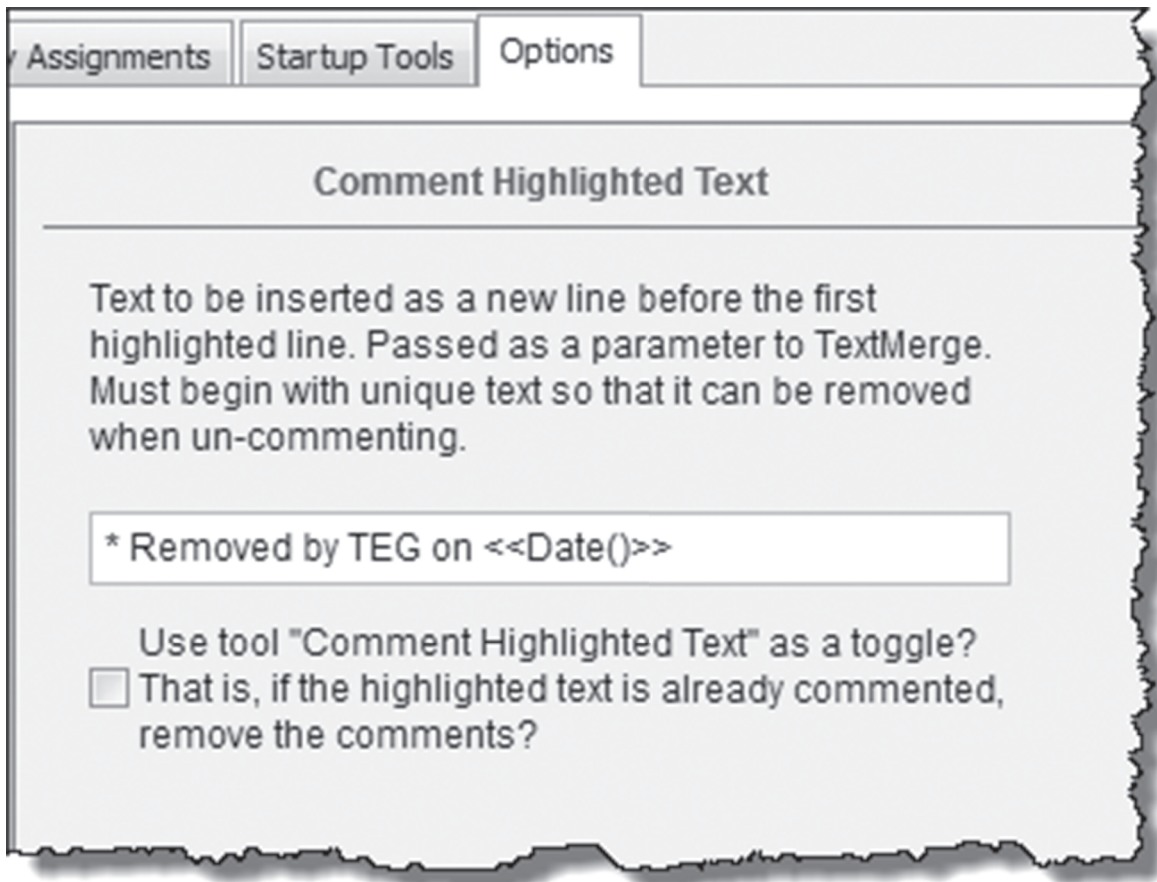 Assignments
Startup Tools
Options
Comment Highlighted Text
Text to be inserted as a new line before the first
highlighted line. Passed as a parameter to TextMerge.
Must begin with unique text so that it can be removed
when un-commenting.
* Removed by TEG on <<Date()>>
Use tool "Comment Highlighted Text" as a toggle?
That is, if the highlighted text is already commented,
remove the comments?